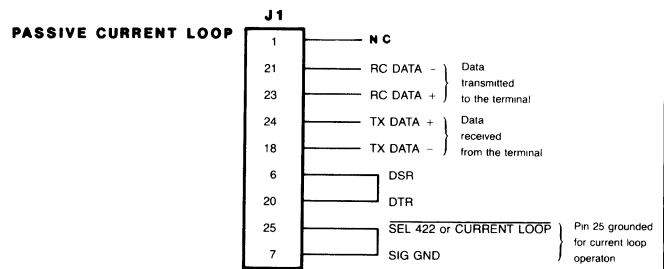 J1
PASSIVE CURRENT LOOP
1 NC
21 RC DATA -
23 RC DATA +
Data
transmitted
to the terminal
24 TX DATA +
18 TX DATA -
Data
received
from the terminal
6 DSR
20 DTR
25 SEL 422 or CURRENT LOOP
7 SIG GND
Pin 25 grounded
for current loop
operaton